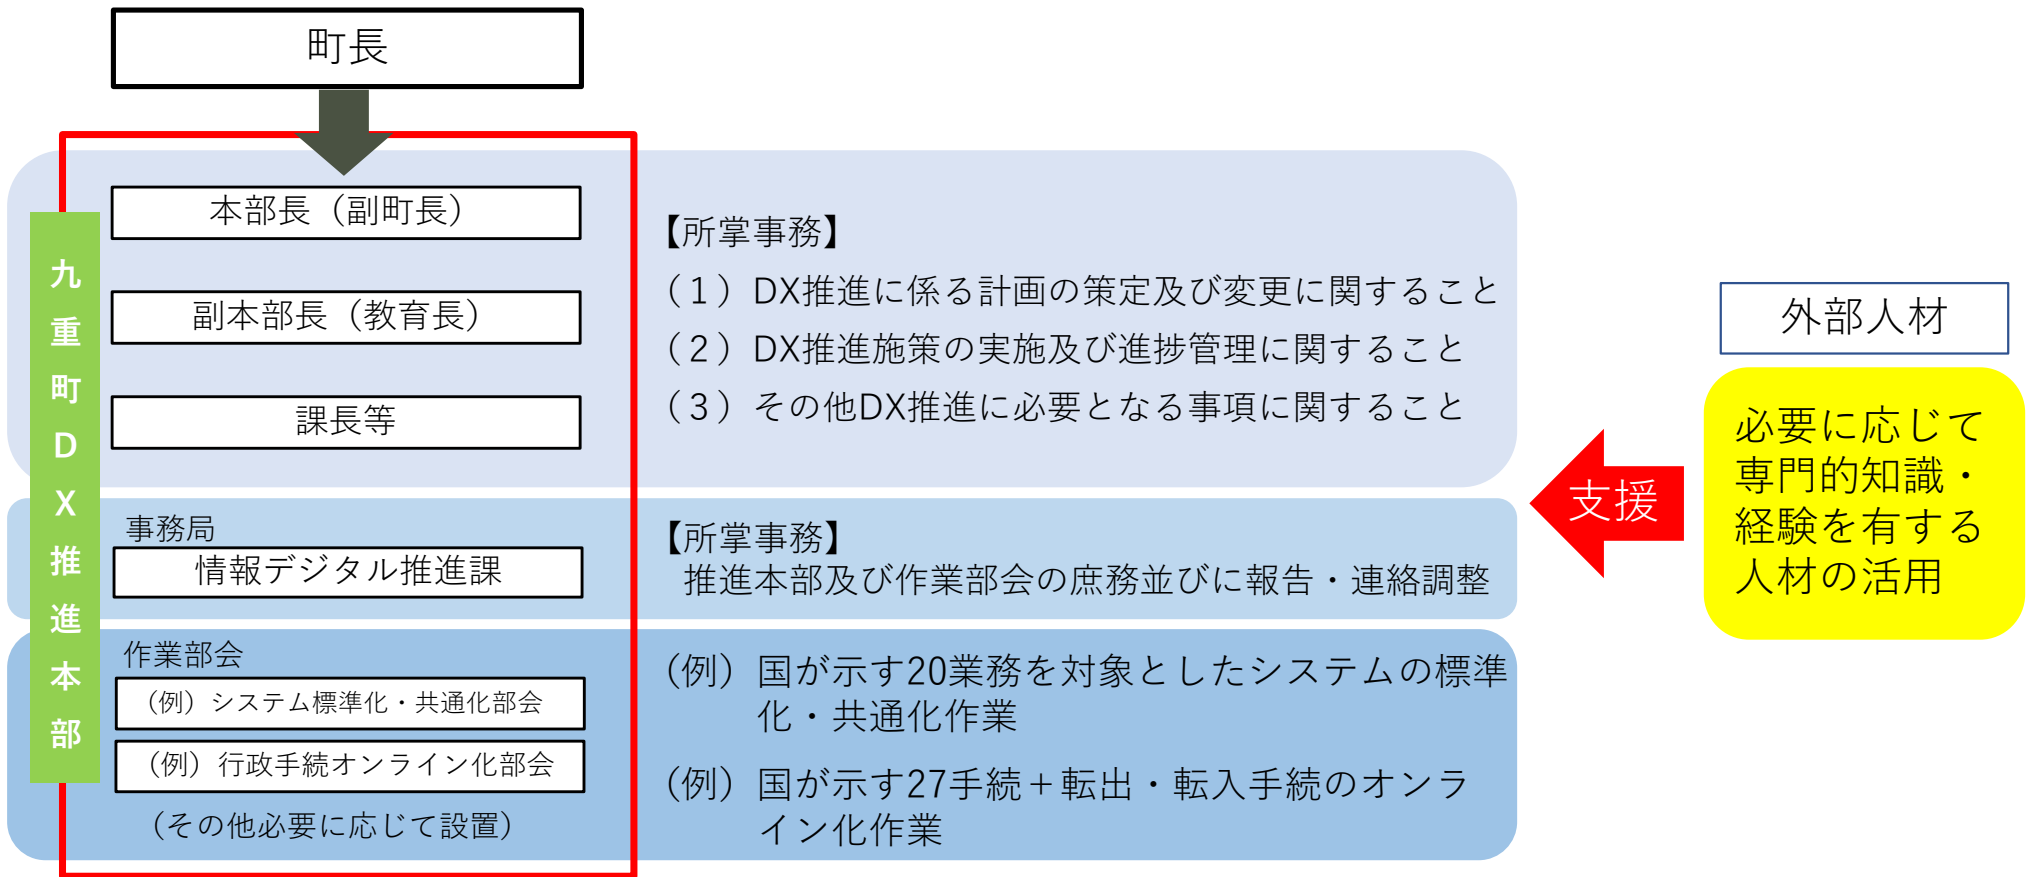 町長
九重町DX推進本部
本部長（副町長）
副本部長（教育長）
課長等
【所掌事務】
（１）DX推進に係る計画の策定及び変更に関すること
（２）DX推進施策の実施及び進捗管理に関すること
（３）その他DX推進に必要となる事項に関すること
事務局
情報デジタル推進課
【所掌事務】
推進本部及び作業部会の庶務並びに報告・連絡調整
作業部会
（例）システム標準化・共通化部会
（例）行政手続オンライン化部会
（その他必要に応じて設置）
（例）国が示す20業務を対象としたシステムの標準
化・共通化作業
（例）国が示す27手続＋転出・転入手続のオンラ
イン化作業
支援
外部人材
必要に応じて
専門的知識・
経験を有する
人材の活用